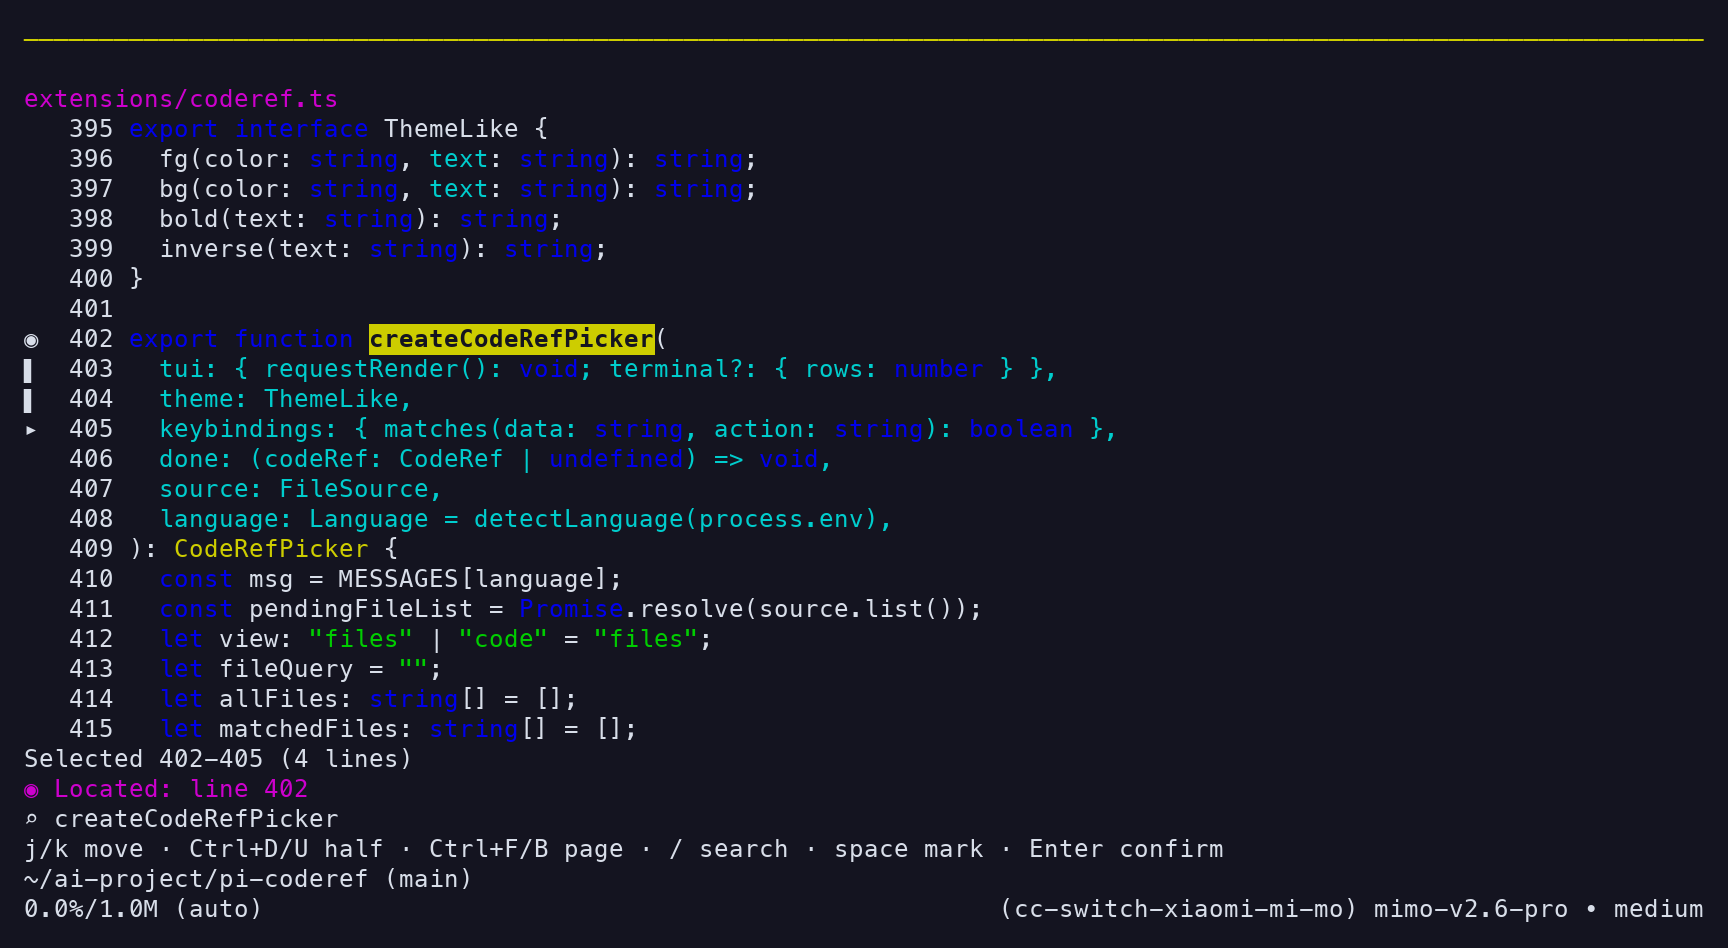 extensions/coderef.ts
395 export interface ThemeLike {
396   fg(color: string, text: string): string;
397   bg(color: string, text: string): string;
398   bold(text: string): string;
399   inverse(text: string): string;
400 }
401
◉  402 export function createCodeRefPicker(
▌  403   tui: { requestRender(): void; terminal?: { rows: number } },
▌  404   theme: ThemeLike,
▸  405   keybindings: { matches(data: string, action: string): boolean },
406   done: (codeRef: CodeRef | undefined) => void,
407   source: FileSource,
408   language: Language = detectLanguage(process.env),
409 ): CodeRefPicker {
410   const msg = MESSAGES[language];
411   const pendingFileList = Promise.resolve(source.list());
412   let view: "files" | "code" = "files";
413   let fileQuery = "";
414   let allFiles: string[] = [];
415   let matchedFiles: string[] = [];
Selected 402–405 (4 lines)
◉ Located: line 402
⌕ createCodeRefPicker
j/k move · Ctrl+D/U half · Ctrl+F/B page · / search · space mark · Enter confirm
~/ai-project/pi-coderef (main)
0.0%/1.0M (auto) (cc-switch-xiaomi-mi-mo) mimo-v2.6-pro • medium